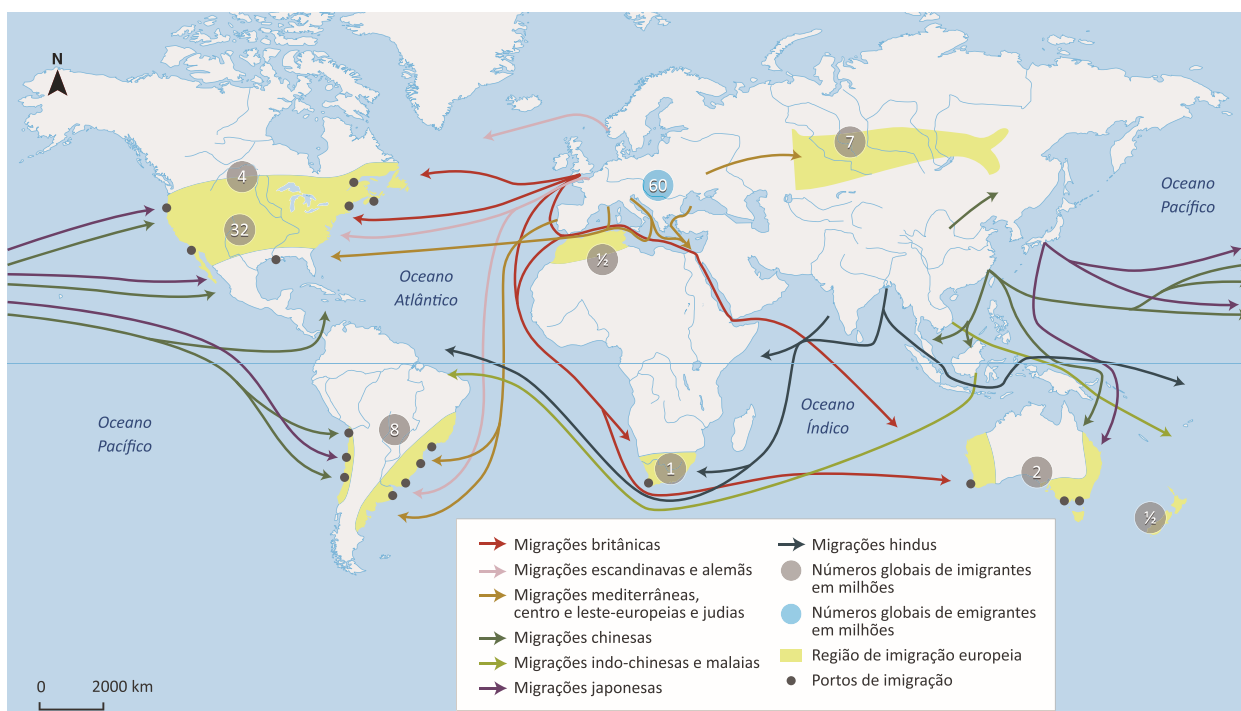 N
Oceano
Pacífico
Oceano
Atlântico
Oceano
Pacífico
Oceano
Índico
4
32
60
7
½
8
1
2
½
Migrações britânicas
Migrações escandinavas e alemãs
Migrações mediterrâneas,
centro e leste-europeias e judias
Migrações chinesas
Migrações indo-chinesas e malaias
Migrações japonesas
Migrações hindus
Números globais de imigrantes
em milhões
Números globais de emigrantes
em milhões
Região de imigração europeia
Portos de imigração
0 2000 km